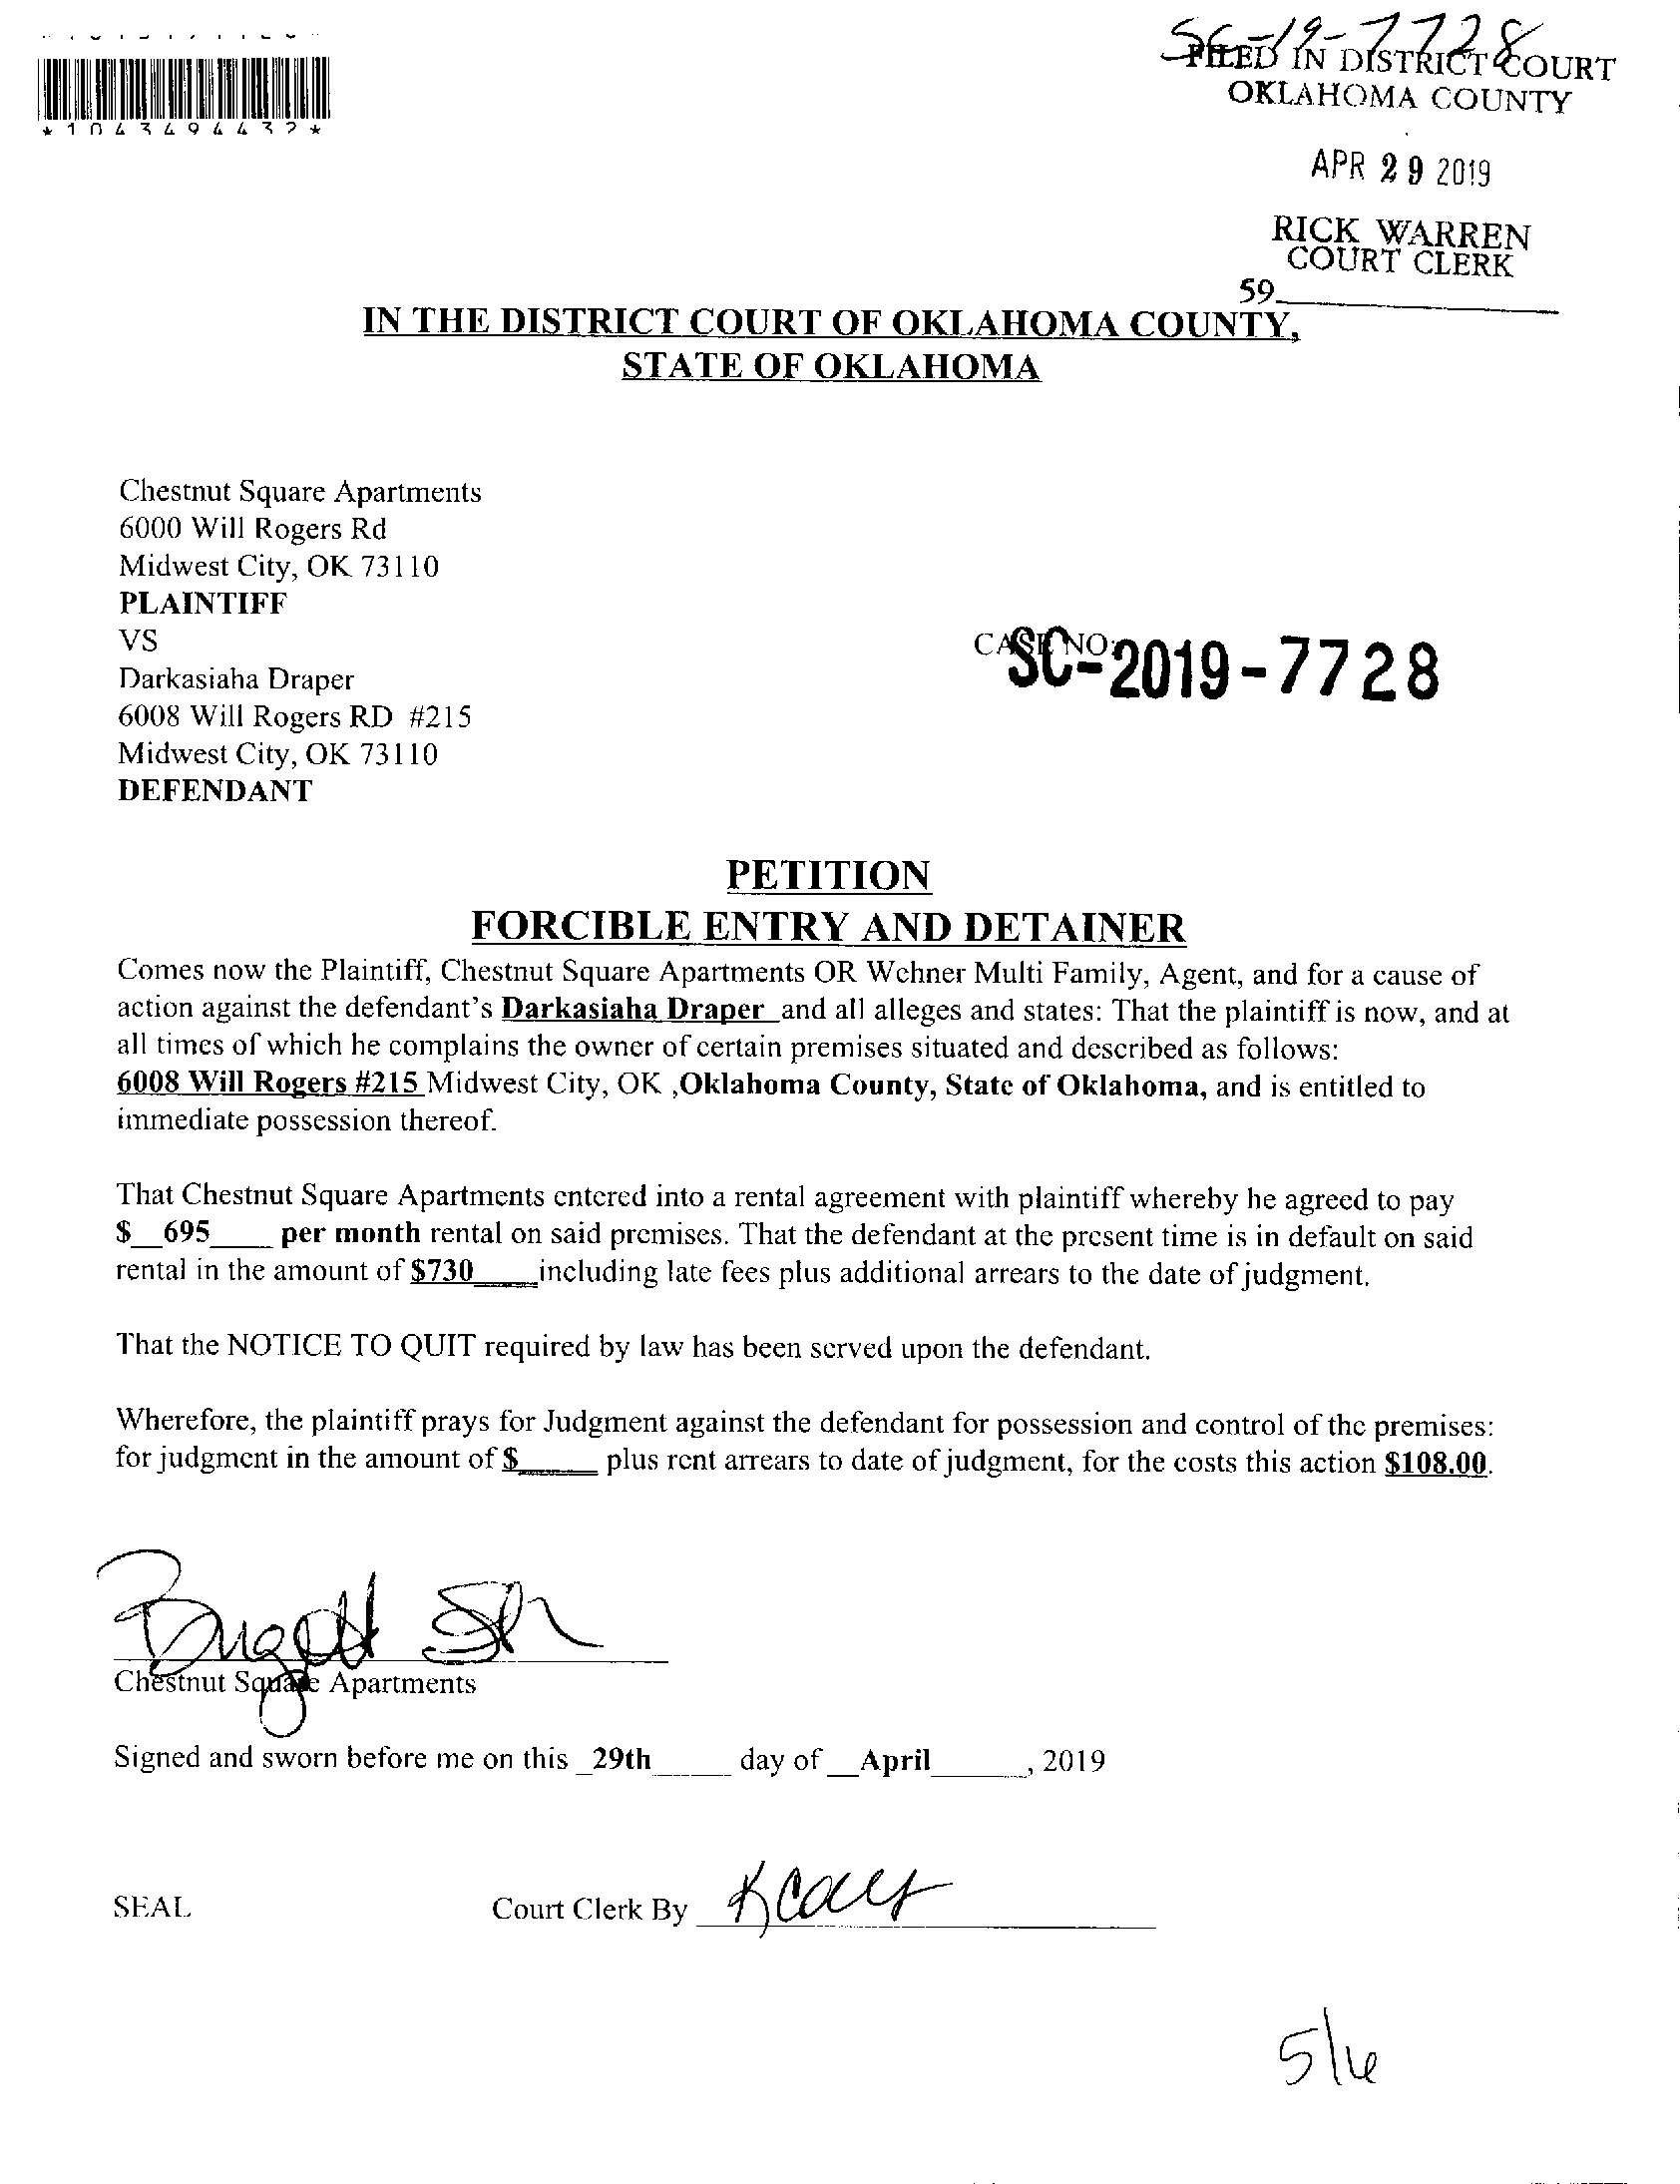 SC-19-7728
FILED IN DISTRICT COURT
OKLAHOMA COUNTY
*1043494432*
APR 29 2019
RICK WARREN
COURT CLERK
59
IN THE DISTRICT COURT OF OKLAHOMA COUNTY,
STATE OF OKLAHOMA
Chestnut Square Apartments
6000 Will Rogers Rd
Midwest City, OK 73110
PLAINTIFF
VS
CASE NO: SC-2019-7728
Darkasiaha Draper
6008 Will Rogers RD #215
Midwest City, OK 73110
DEFENDANT
PETITION
FORCIBLE ENTRY AND DETAINER
Comes now the Plaintiff, Chestnut Square Apartments OR Wehner Multi Family, Agent, and for a cause of
action against the defendant's Darkasiaha Draper and all alleges and states: That the plaintiff is now, and at
all times of which he complains the owner of certain premises situated and described as follows:
6008 Will Rogers #215 Midwest City, OK ,Oklahoma County, State of Oklahoma, and is entitled to
immediate possession thereof.
That Chestnut Square Apartments entered into a rental agreement with plaintiff whereby he agreed to pay
$__695____ per month rental on said premises. That the defendant at the present time is in default on said
rental in the amount of $730____including late fees plus additional arrears to the date of judgment.
That the NOTICE TO QUIT required by law has been served upon the defendant.
Wherefore, the plaintiff prays for Judgment against the defendant for possession and control of the premises:
for judgment in the amount of $_____ plus rent arrears to date of judgment, for the costs this action $108.00.
Chestnut Square Apartments
Signed and sworn before me on this _29th_____ day of __April______, 2019
SEAL Court Clerk By